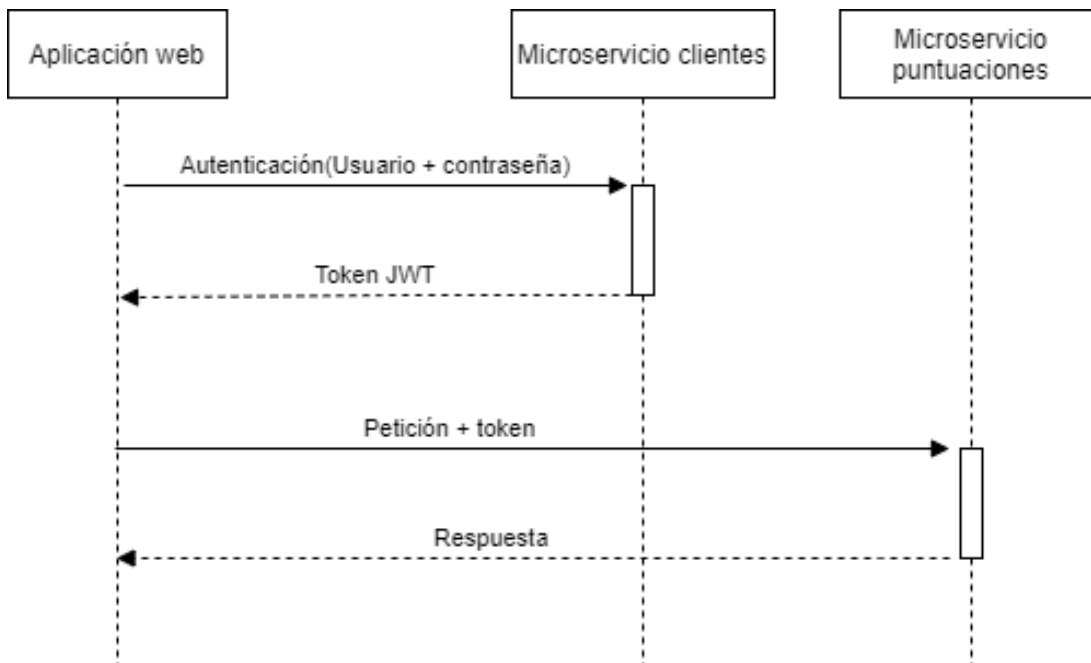 Aplicación web
Microservicio clientes
Microservicio
puntuaciones
Autenticación(Usuario + contraseña)
Token JWT
Petición + token
Respuesta